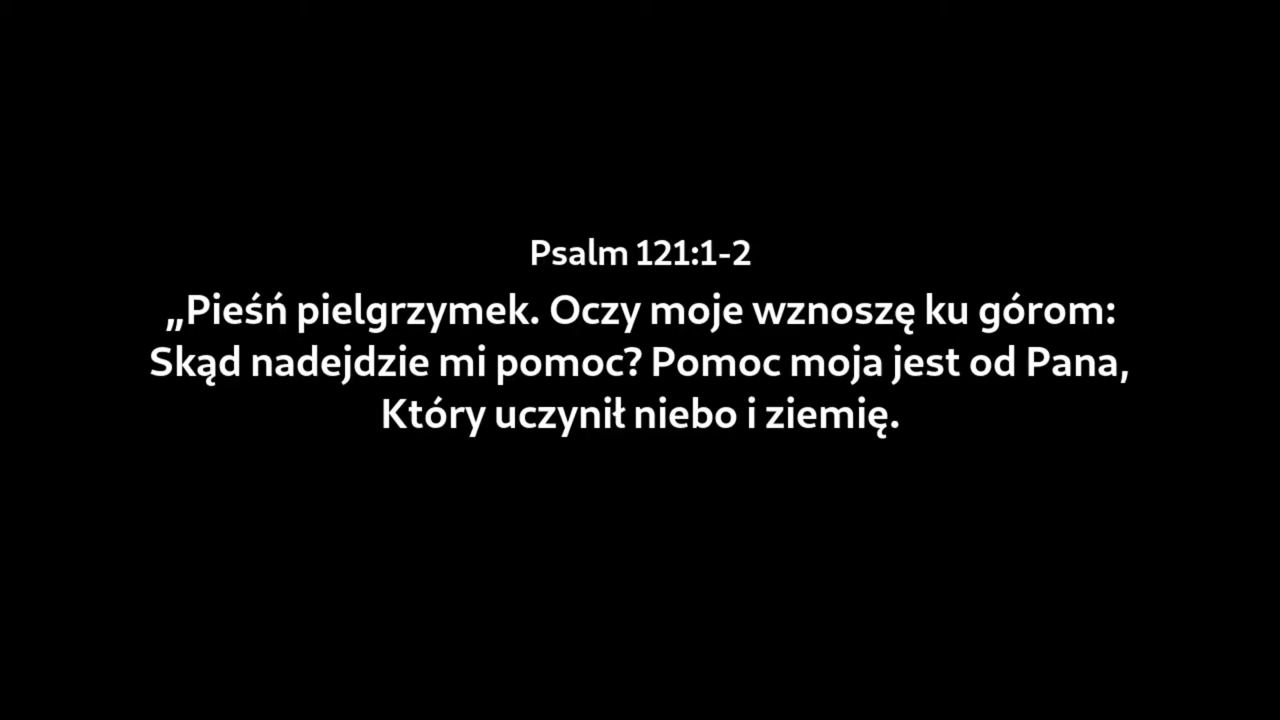 Psalm 121:1-2
„Pieśń pielgrzymek. Oczy moje wznoszę ku górom:
Skąd nadejdzie mi pomoc? Pomoc moja jest od Pana,
Który uczynił niebo i ziemię.